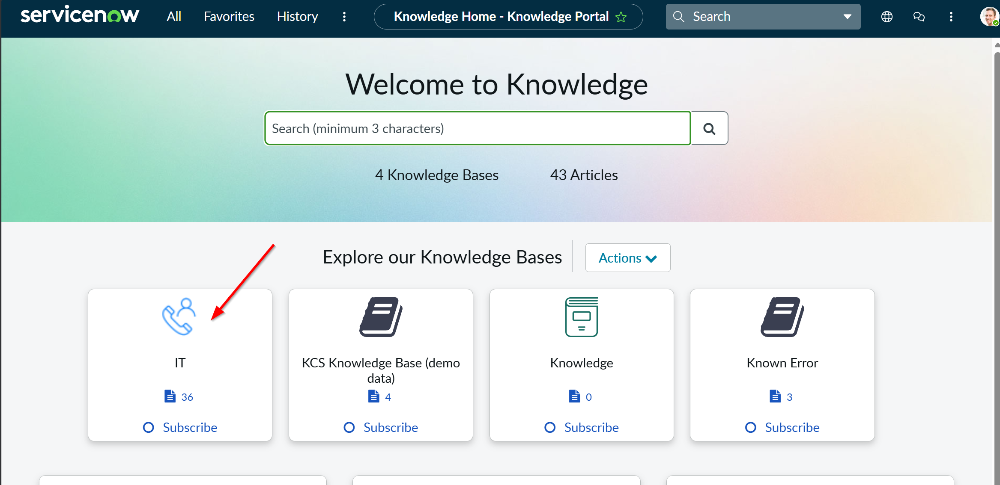 servicenow All Favorites History Knowledge Home - Knowledge Portal Search
Welcome to Knowledge
Search (minimum 3 characters)
4 Knowledge Bases 43 Articles
Explore our Knowledge Bases Actions
IT
36
Subscribe
KCS Knowledge Base (demo
data)
4
Subscribe
Knowledge
0
Subscribe
Known Error
3
Subscribe